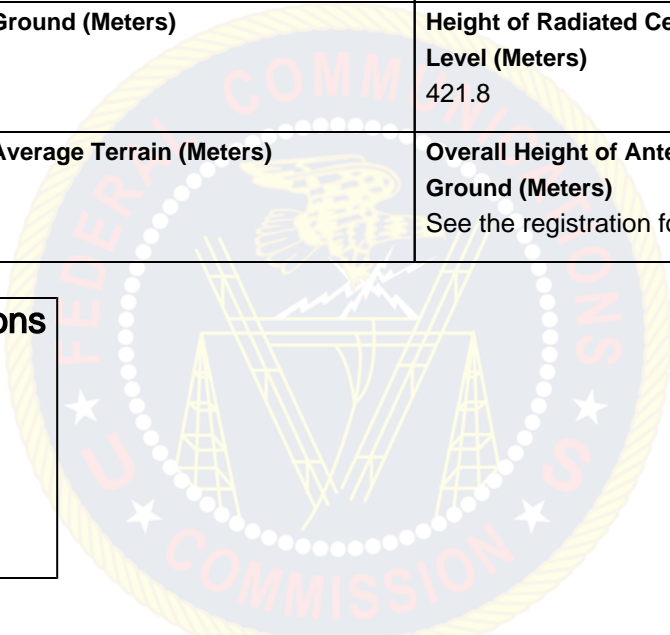 Ground (Meters)
Height of Radiated Ce
Level (Meters)
421.8
Average Terrain (Meters)
Overall Height of Ante
Ground (Meters)
See the registration fo
ons
FEDERAL COMMUNICATIONS
U S
COMMISSION